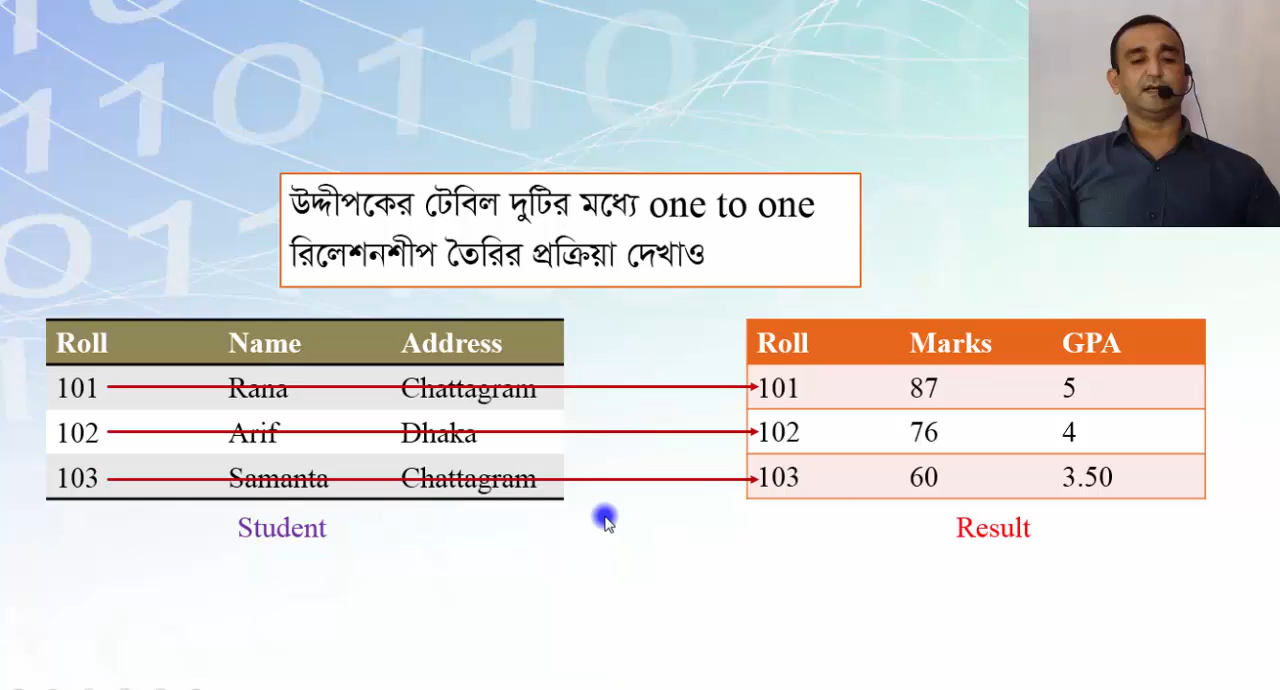 উদ্দীপকের টেবিল দুটির মধ্যে one to one
রিলেশনশীপ তৈরির প্রক্রিয়া দেখাও
Roll Name Address
101 Rana Chattagram
102 Arif Dhaka
103 Samanta Chattagram
Student
Roll Marks GPA
101 87 5
102 76 4
103 60 3.50
Result